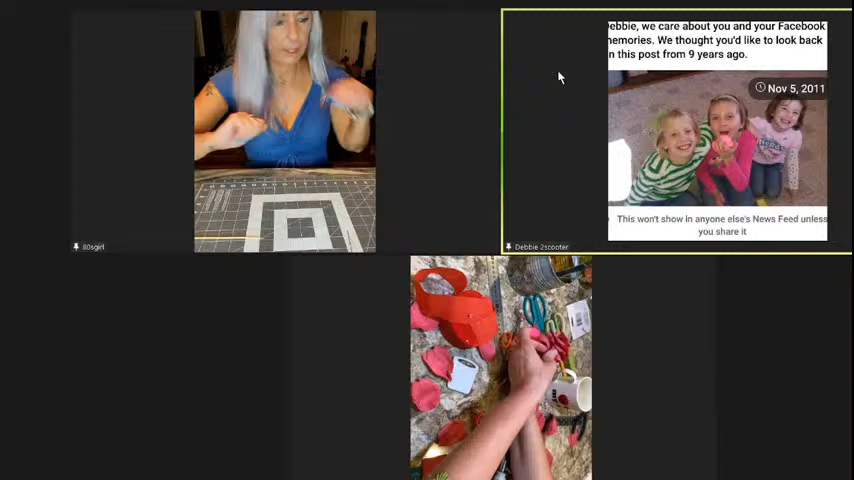 ebbie, we care about you and your Facebook
emories. We thought you'd like to look back
n this post from 9 years ago.
Nov 5, 2011
This won't show in anyone else's News Feed unless
you share it
80sgirl
Debbie 2scooter